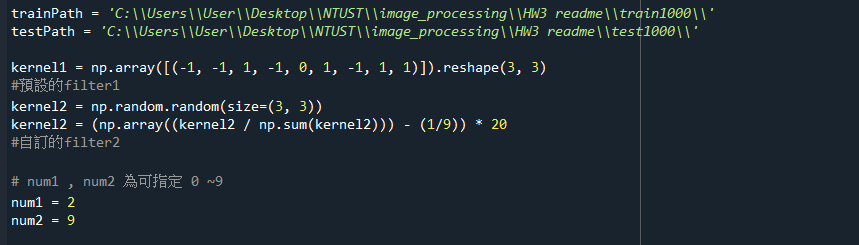 trainPath = 'C:\\Users\\User\\Desktop\\NTUST\\image_processing\\HW3 readme\\train1000\\'
testPath = 'C:\\Users\\User\\Desktop\\NTUST\\image_processing\\HW3 readme\\test1000\\'
kernel1 = np.array([(-1, -1, 1, -1, 0, 1, -1, 1, 1)]).reshape(3, 3)
#預設的filter1
kernel2 = np.random.random(size=(3, 3))
kernel2 = (np.array((kernel2 / np.sum(kernel2))) - (1/9)) * 20
#自訂的filter2
# num1 , num2 為可指定 0 ~9
num1 = 2
num2 = 9